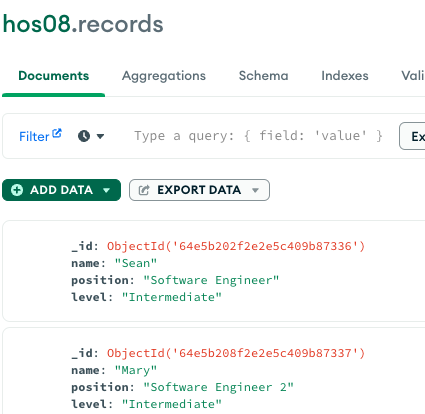 hos08.records
Documents Aggregations Schema Indexes Vali
Filter Type a query: { field: 'value' } Ex
ADD DATA EXPORT DATA
_id: ObjectId('64e5b202f2e2e5c409b87336')
name: "Sean"
position: "Software Engineer"
level: "Intermediate"
_id: ObjectId('64e5b208f2e2e5c409b87337')
name: "Mary"
position: "Software Engineer 2"
level: "Intermediate"